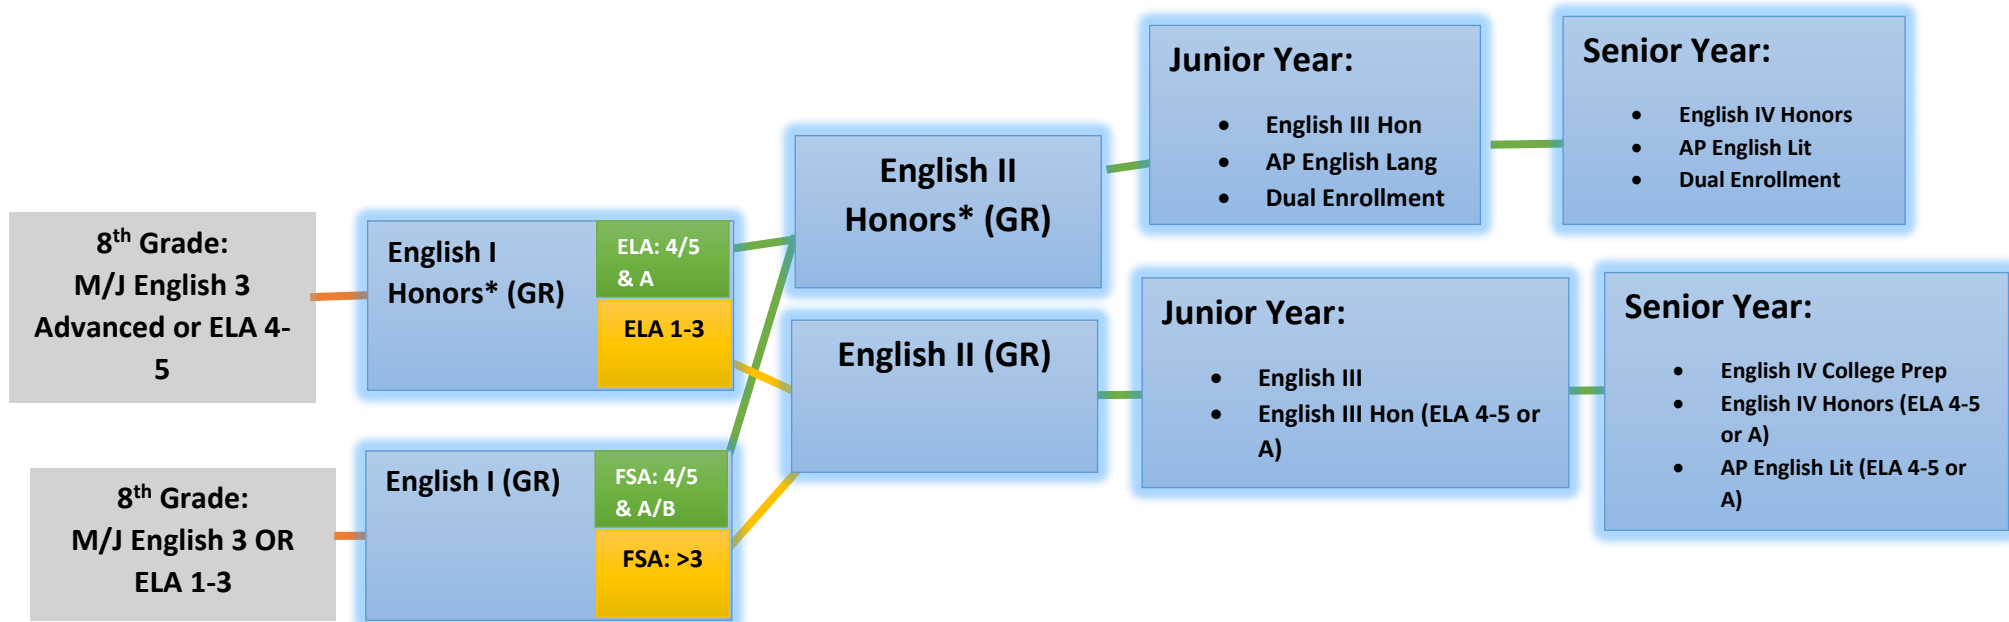 8th Grade:
M/J English 3
Advanced or ELA 4-
5
8th Grade:
M/J English 3 OR
ELA 1-3
English I
Honors* (GR)
ELA: 4/5
& A
ELA 1-3
English I (GR)
FSA: 4/5
& A/B
FSA: >3
English II
Honors* (GR)
English II (GR)
Junior Year:
• English III Hon
• AP English Lang
• Dual Enrollment
Senior Year:
• English IV Honors
• AP English Lit
• Dual Enrollment
Junior Year:
• English III
• English III Hon (ELA 4-5 or
A)
Senior Year:
• English IV College Prep
• English IV Honors (ELA 4-5
or A)
• AP English Lit (ELA 4-5 or
A)